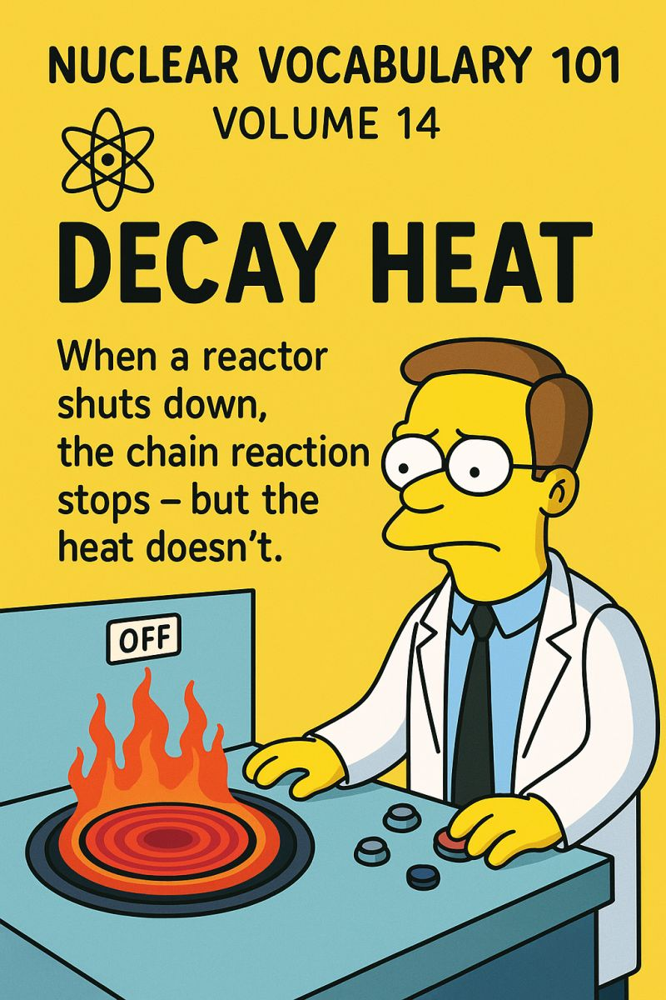 NUCLEAR VOCABULARY 101
VOLUME 14
DECAY HEAT
When a reactor
shuts down,
the chain reaction
stops – but the
heat doesn’t.
OFF